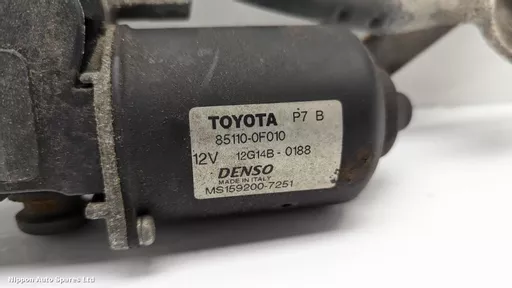 TOYOTA P7 B
85110-0F010
12V 12G14B-0188
DENSO
MADE IN ITALY
MS159200-7251
Nippon Auto Spares Ltd